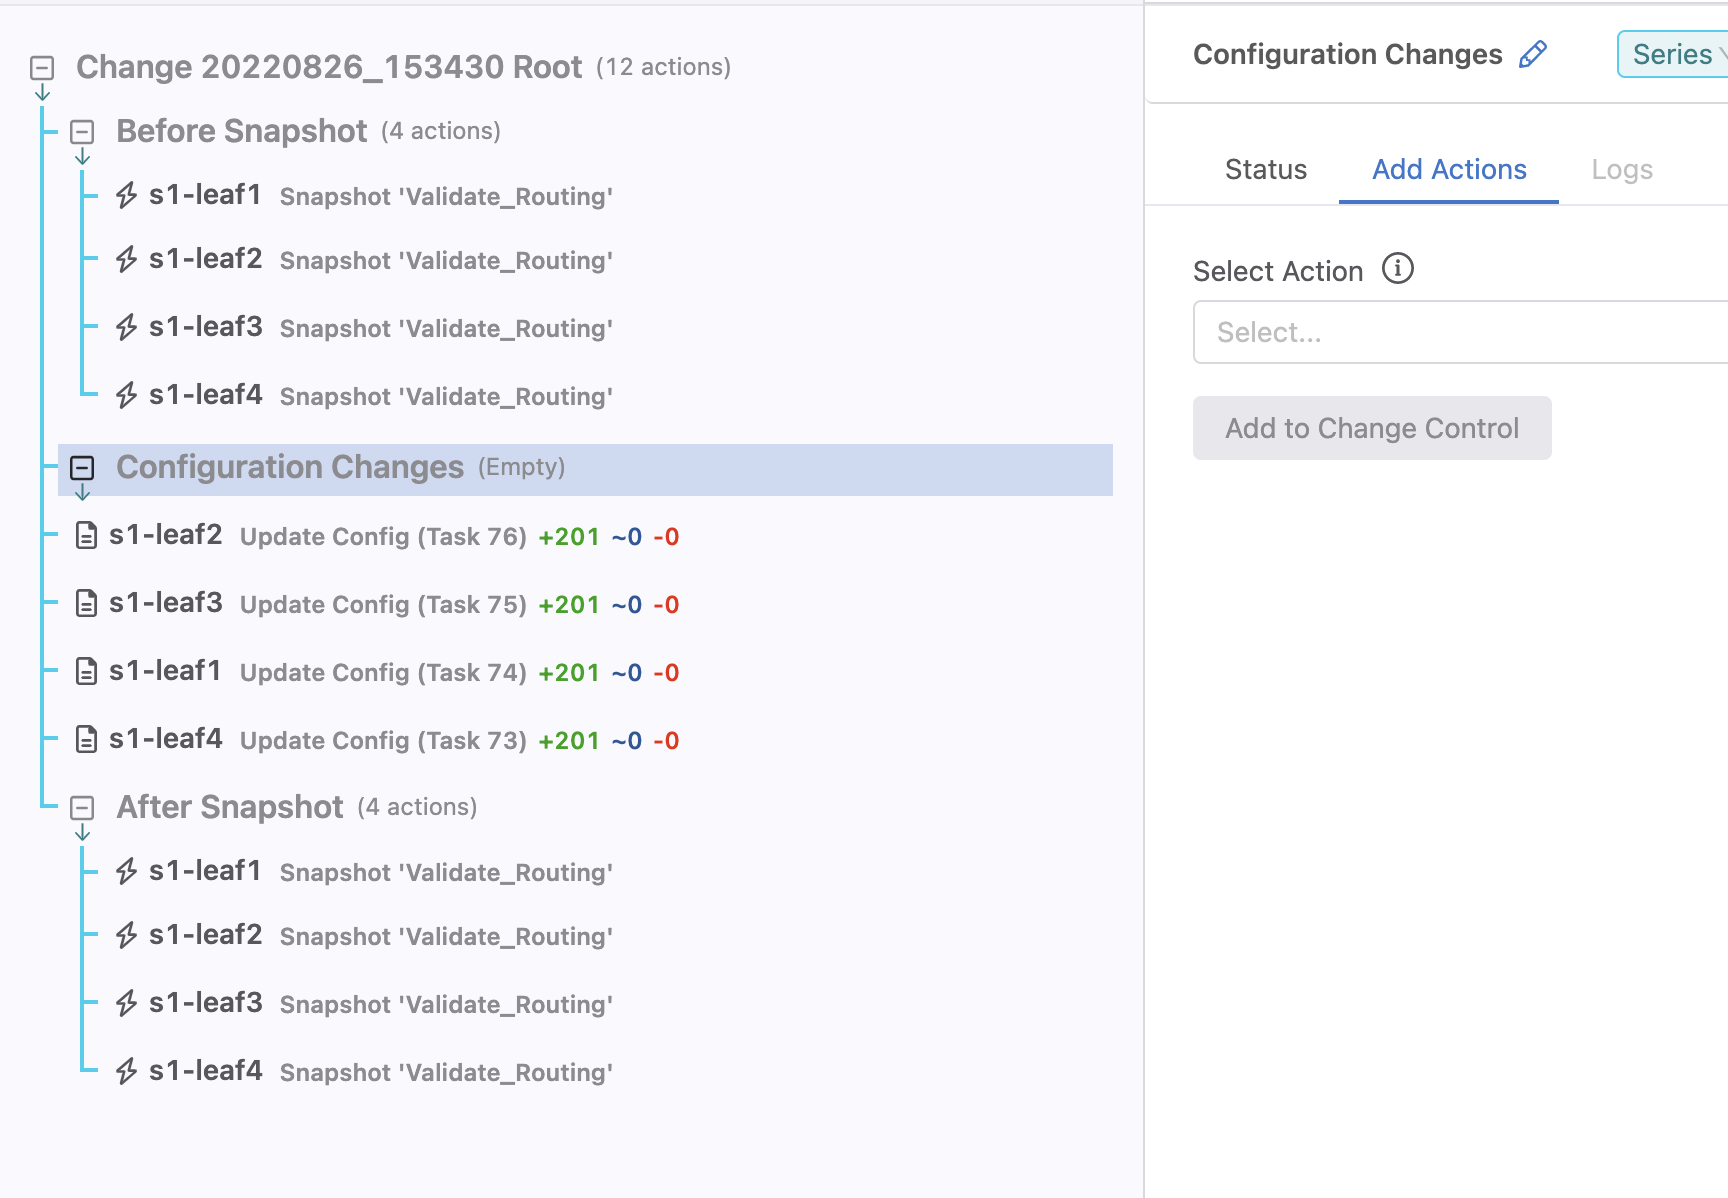 Change 20220826_153430 Root (12 actions)
Before Snapshot (4 actions)
s1-leaf1 Snapshot 'Validate_Routing'
s1-leaf2 Snapshot 'Validate_Routing'
s1-leaf3 Snapshot 'Validate_Routing'
s1-leaf4 Snapshot 'Validate_Routing'
Configuration Changes (Empty)
s1-leaf2 Update Config (Task 76) +201 ~0 -0
s1-leaf3 Update Config (Task 75) +201 ~0 -0
s1-leaf1 Update Config (Task 74) +201 ~0 -0
s1-leaf4 Update Config (Task 73) +201 ~0 -0
After Snapshot (4 actions)
s1-leaf1 Snapshot 'Validate_Routing'
s1-leaf2 Snapshot 'Validate_Routing'
s1-leaf3 Snapshot 'Validate_Routing'
s1-leaf4 Snapshot 'Validate_Routing'
Configuration Changes
Series
Status Add Actions Logs
Select Action
Select...
Add to Change Control